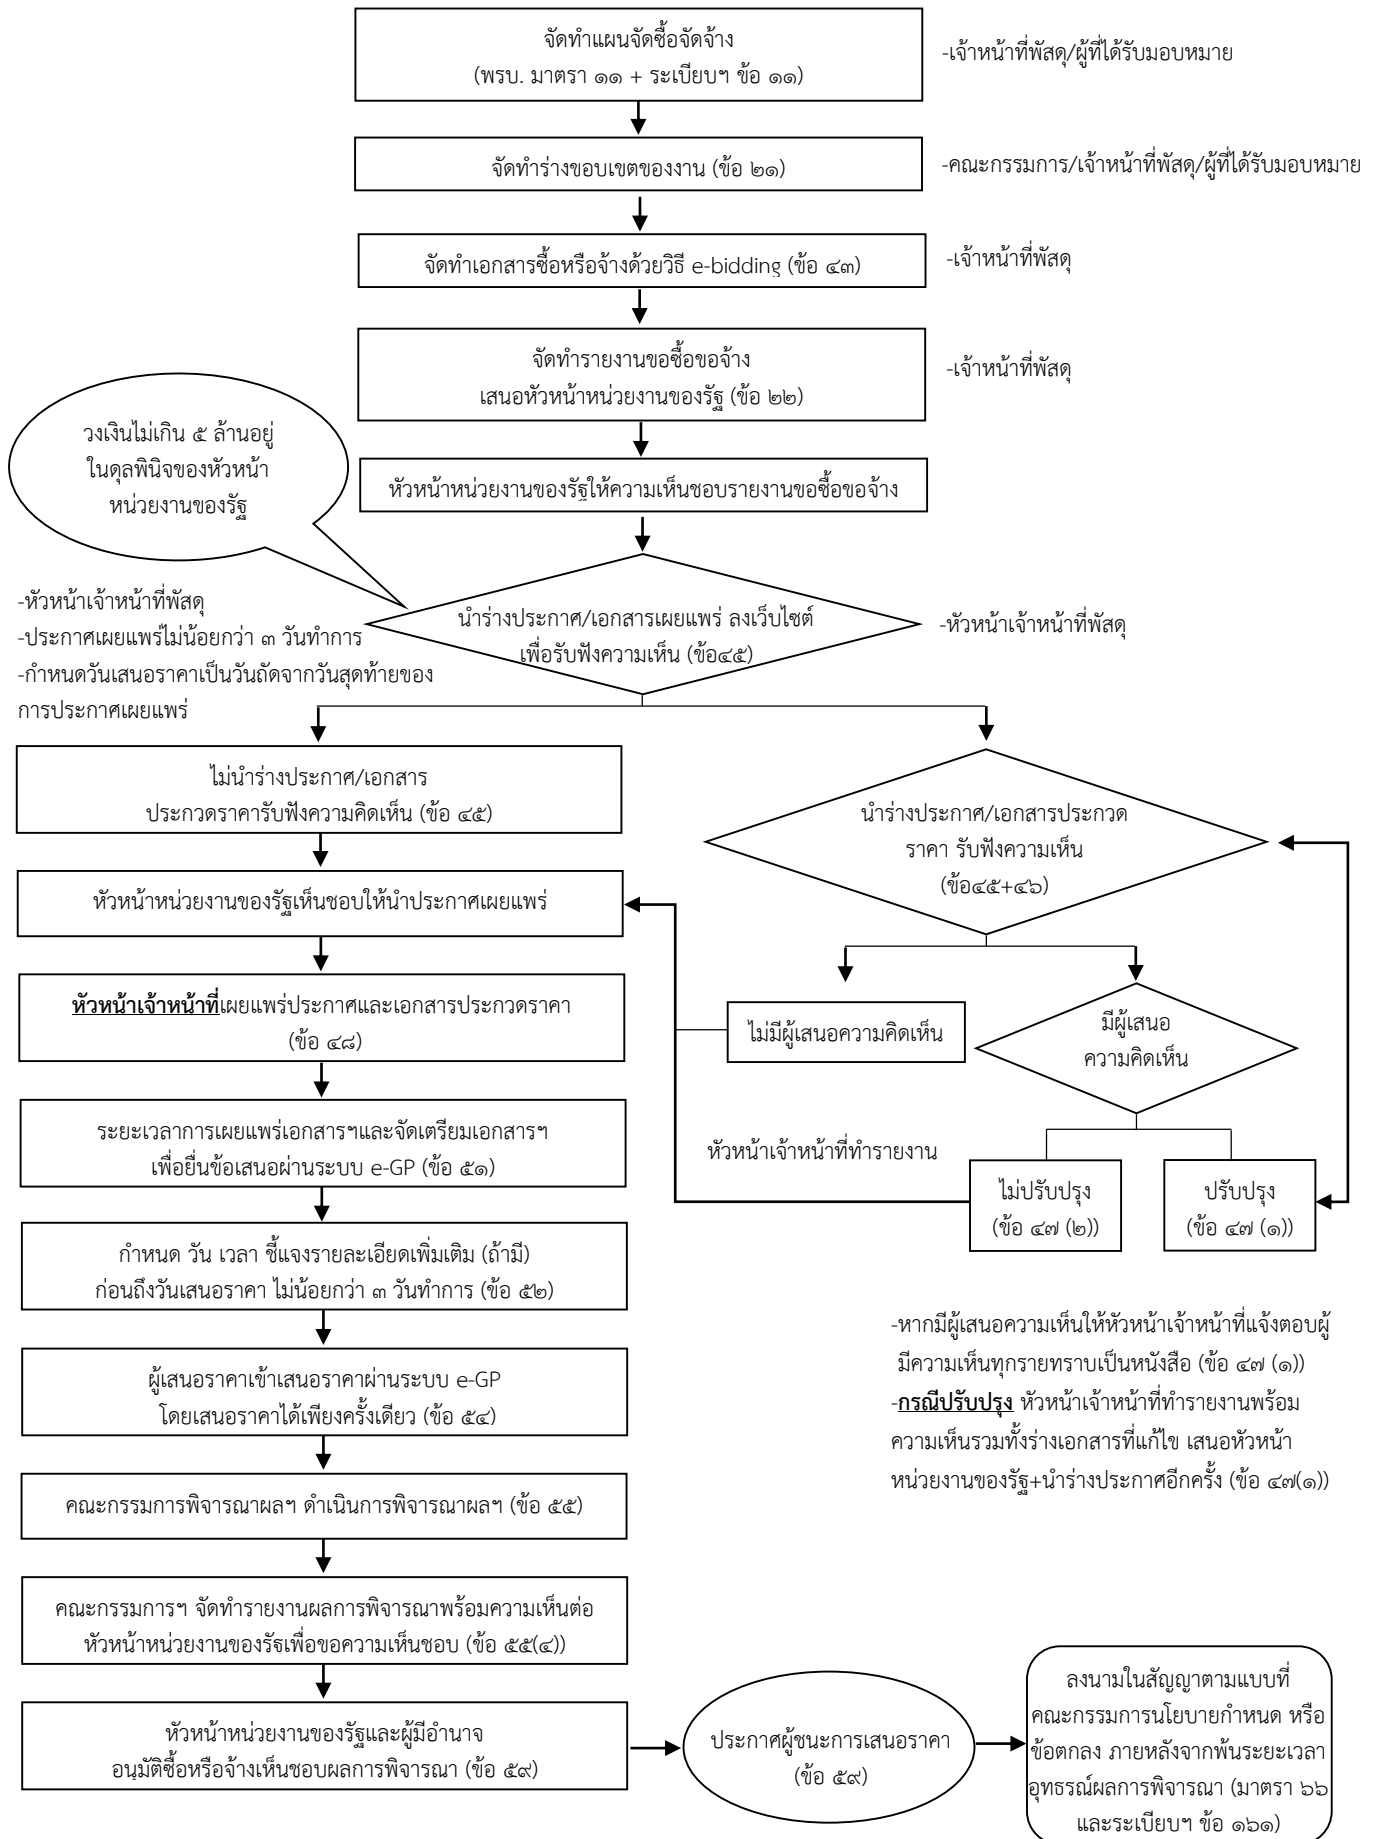 จัดทำแผนจัดซื้อจัดจ้าง
(พรบ. มาตรา ๑๑ + ระเบียบฯ ข้อ ๑๑)
-เจ้าหน้าที่พัสดุ/ผู้ที่ได้รับมอบหมาย
จัดทำร่างขอบเขตของงาน (ข้อ ๒๑)
-คณะกรรมการ/เจ้าหน้าที่พัสดุ/ผู้ที่ได้รับมอบหมาย
จัดทำเอกสารซื้อหรือจ้างด้วยวิธี e-bidding (ข้อ ๔๓)
-เจ้าหน้าที่พัสดุ
จัดทำรายงานขอซื้อขอจ้าง
เสนอหัวหน้าหน่วยงานของรัฐ (ข้อ ๒๒)
-เจ้าหน้าที่พัสดุ
วงเงินไม่เกิน ๕ ล้านอยู่
ในดุลพินิจของหัวหน้า
หน่วยงานของรัฐ
หัวหน้าหน่วยงานของรัฐให้ความเห็นชอบรายงานขอซื้อขอจ้าง
-หัวหน้าเจ้าหน้าที่พัสดุ
-ประกาศเผยแพร่ไม่น้อยกว่า ๓ วันทำการ
-กำหนดวันเสนอราคาเป็นวันถัดจากวันสุดท้ายของ
การประกาศเผยแพร่
นำร่างประกาศ/เอกสารเผยแพร่ ลงเว็บไซต์
เพื่อรับฟังความเห็น (ข้อ๔๕)
-หัวหน้าเจ้าหน้าที่พัสดุ
ไม่นำร่างประกาศ/เอกสาร
ประกวดราคารับฟังความคิดเห็น (ข้อ ๔๕)
นำร่างประกาศ/เอกสารประกวด
ราคา รับฟังความเห็น
(ข้อ๔๕+๔๖)
หัวหน้าหน่วยงานของรัฐเห็นชอบให้นำประกาศเผยแพร่
หัวหน้าเจ้าหน้าที่เผยแพร่ประกาศและเอกสารประกวดราคา
(ข้อ ๔๘)
ไม่มีผู้เสนอความคิดเห็น
มีผู้เสนอ
ความคิดเห็น
ระยะเวลาการเผยแพร่เอกสารฯและจัดเตรียมเอกสารฯ
เพื่อยื่นข้อเสนอผ่านระบบ e-GP (ข้อ ๕๑)
หัวหน้าเจ้าหน้าที่ทำรายงาน
ไม่ปรับปรุง
(ข้อ ๔๗ (๒))
ปรับปรุง
(ข้อ ๔๗ (๑))
กำหนด วัน เวลา ชี้แจงรายละเอียดเพิ่มเติม (ถ้ามี)
ก่อนถึงวันเสนอราคา ไม่น้อยกว่า ๓ วันทำการ (ข้อ ๕๒)
-หากมีผู้เสนอความเห็นให้หัวหน้าเจ้าหน้าที่แจ้งตอบผู้
มีความเห็นทุกรายทราบเป็นหนังสือ (ข้อ ๔๗ (๑))
-กรณีปรับปรุง หัวหน้าเจ้าหน้าที่ทำรายงานพร้อม
ความเห็นรวมทั้งร่างเอกสารที่แก้ไข เสนอหัวหน้า
หน่วยงานของรัฐ+นำร่างประกาศอีกครั้ง (ข้อ ๔๗(๑))
ผู้เสนอราคาเข้าเสนอราคาผ่านระบบ e-GP
โดยเสนอราคาได้เพียงครั้งเดียว (ข้อ ๕๔)
คณะกรรมการพิจารณาผลฯ ดำเนินการพิจารณาผลฯ (ข้อ ๕๕)
คณะกรรมการฯ จัดทำรายงานผลการพิจารณาพร้อมความเห็นต่อ
หัวหน้าหน่วยงานของรัฐเพื่อขอความเห็นชอบ (ข้อ ๕๕(๔))
หัวหน้าหน่วยงานของรัฐและผู้มีอำนาจ
อนุมัติซื้อหรือจ้างเห็นชอบผลการพิจารณา (ข้อ ๕๙)
ประกาศผู้ชนะการเสนอราคา
(ข้อ ๕๙)
ลงนามในสัญญาตามแบบที่
คณะกรรมการนโยบายกำหนด หรือ
ข้อตกลง ภายหลังจากพ้นระยะเวลา
อุทธรณ์ผลการพิจารณา (มาตรา ๖๖
และระเบียบฯ ข้อ ๑๖๑)